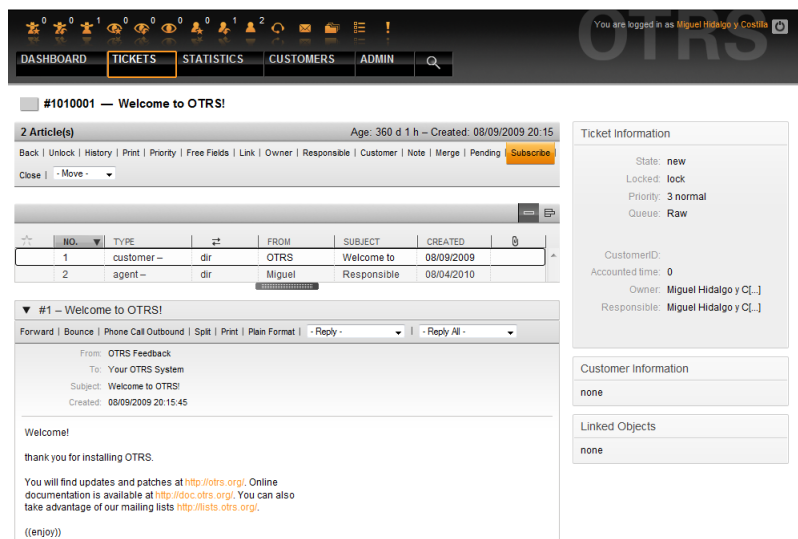 0 0 1 0 0 0 0 1 2
You are logged in as Miguel Hidalgo y Costilla
OTRS
DASHBOARD TICKETS STATISTICS CUSTOMERS ADMIN
#1010001 — Welcome to OTRS!
2 Article(s) Age: 360 d 1 h – Created: 08/09/2009 20:15
Back | Unlock | History | Print | Priority | Free Fields | Link | Owner | Responsible | Customer | Note | Merge | Pending | Subscribe |
Close | - Move -
NO. ▼ TYPE FROM SUBJECT CREATED
1 customer – dir OTRS Welcome to 08/09/2009
2 agent – dir Miguel Responsible 08/04/2010
▼ #1 – Welcome to OTRS!
Forward | Bounce | Phone Call Outbound | Split | Print | Plain Format | - Reply - | - Reply All -
From: OTRS Feedback
To: Your OTRS System
Subject: Welcome to OTRS!
Created: 08/09/2009 20:15:45
Welcome!
thank you for installing OTRS.
You will find updates and patches at http://otrs.org/. Online
documentation is available at http://doc.otrs.org/. You can also
take advantage of our mailing lists http://lists.otrs.org/.
((enjoy))
Ticket Information
State: new
Locked: lock
Priority: 3 normal
Queue: Raw
CustomerID:
Accounted time: 0
Owner: Miguel Hidalgo y C[...]
Responsible: Miguel Hidalgo y C[...]
Customer Information
none
Linked Objects
none